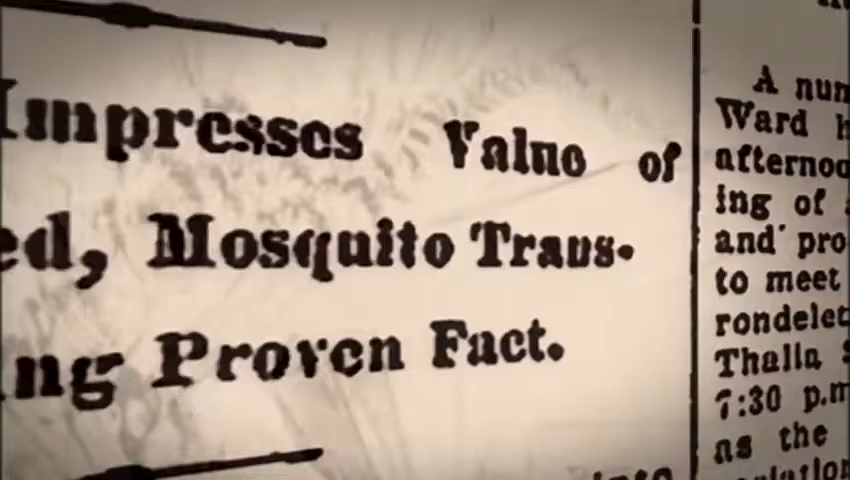 Impresses Value of
ed, Mosquito Trans-
ing Proven Fact.
A num
Ward h
afternoo
ing of
and pro
to meet
rondelet
Thalia S
7:30 p.m
as the